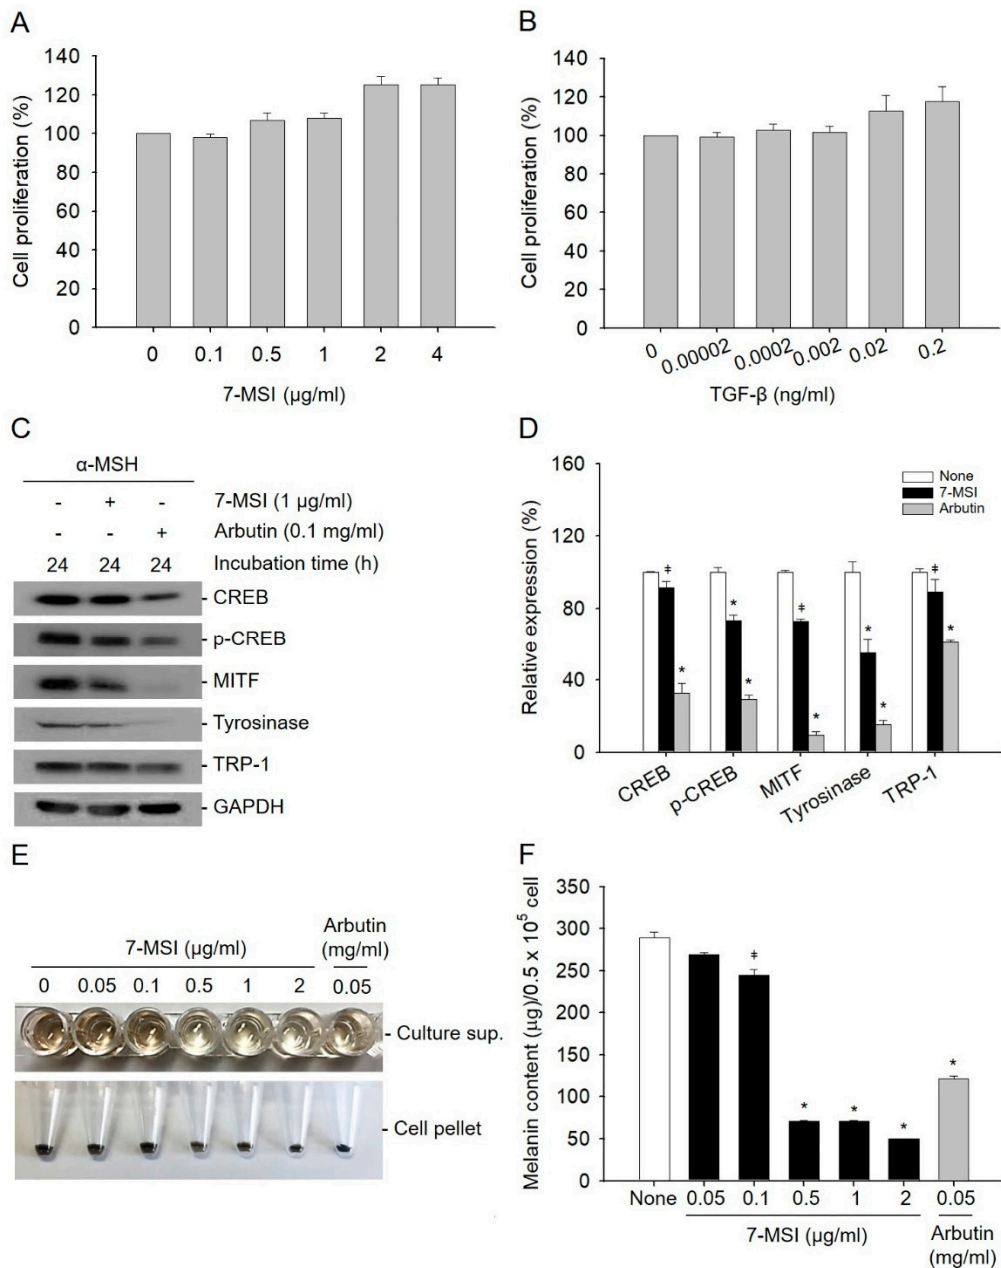 A
Cell proliferation (%)
140
120
100
80
60
40
20
0
0 0.1 0.5 1 2 4
7-MSI (µg/ml)
B
Cell proliferation (%)
140
120
100
80
60
40
20
0
0 0.00002 0.0002 0.002 0.02 0.2
TGF-β (ng/ml)
C
α-MSH
- + - 7-MSI (1 µg/ml)
- - + Arbutin (0.1 mg/ml)
24 24 24 Incubation time (h)
- CREB
- p-CREB
- MITF
- Tyrosinase
- TRP-1
- GAPDH
D
Relative expression (%)
160
120
80
40
0
None
7-MSI
Arbutin
ǂ * ǂ * ǂ
* * * * *
CREB p-CREB MITF Tyrosinase TRP-1
E
7-MSI (µg/ml)
Arbutin
(mg/ml)
0 0.05 0.1 0.5 1 2 0.05
- Culture sup.
- Cell pellet
F
Melanin content (µg)/0.5 x 10⁵ cell
350
300
250
200
150
100
50
0
ǂ * * * *
None 0.05 0.1 0.5 1 2 0.05
7-MSI (µg/ml)
Arbutin
(mg/ml)